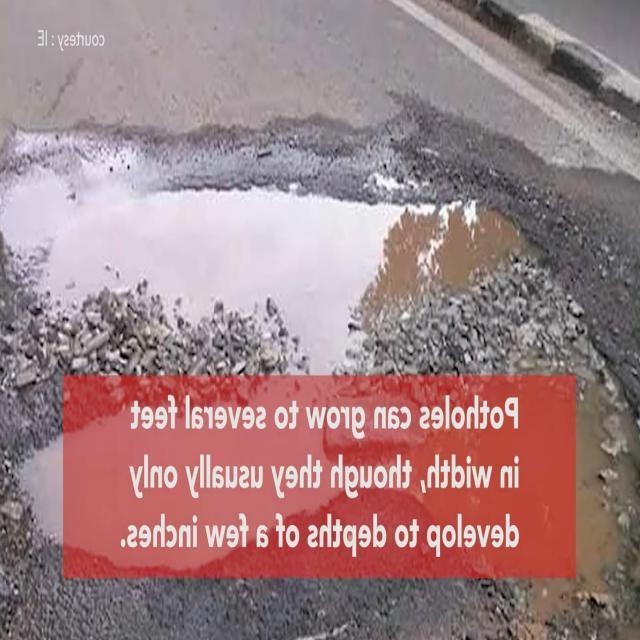 courtesy : IE
Potholes can grow to several feet
in width, though, they usually only
develop to depths of a few inches.